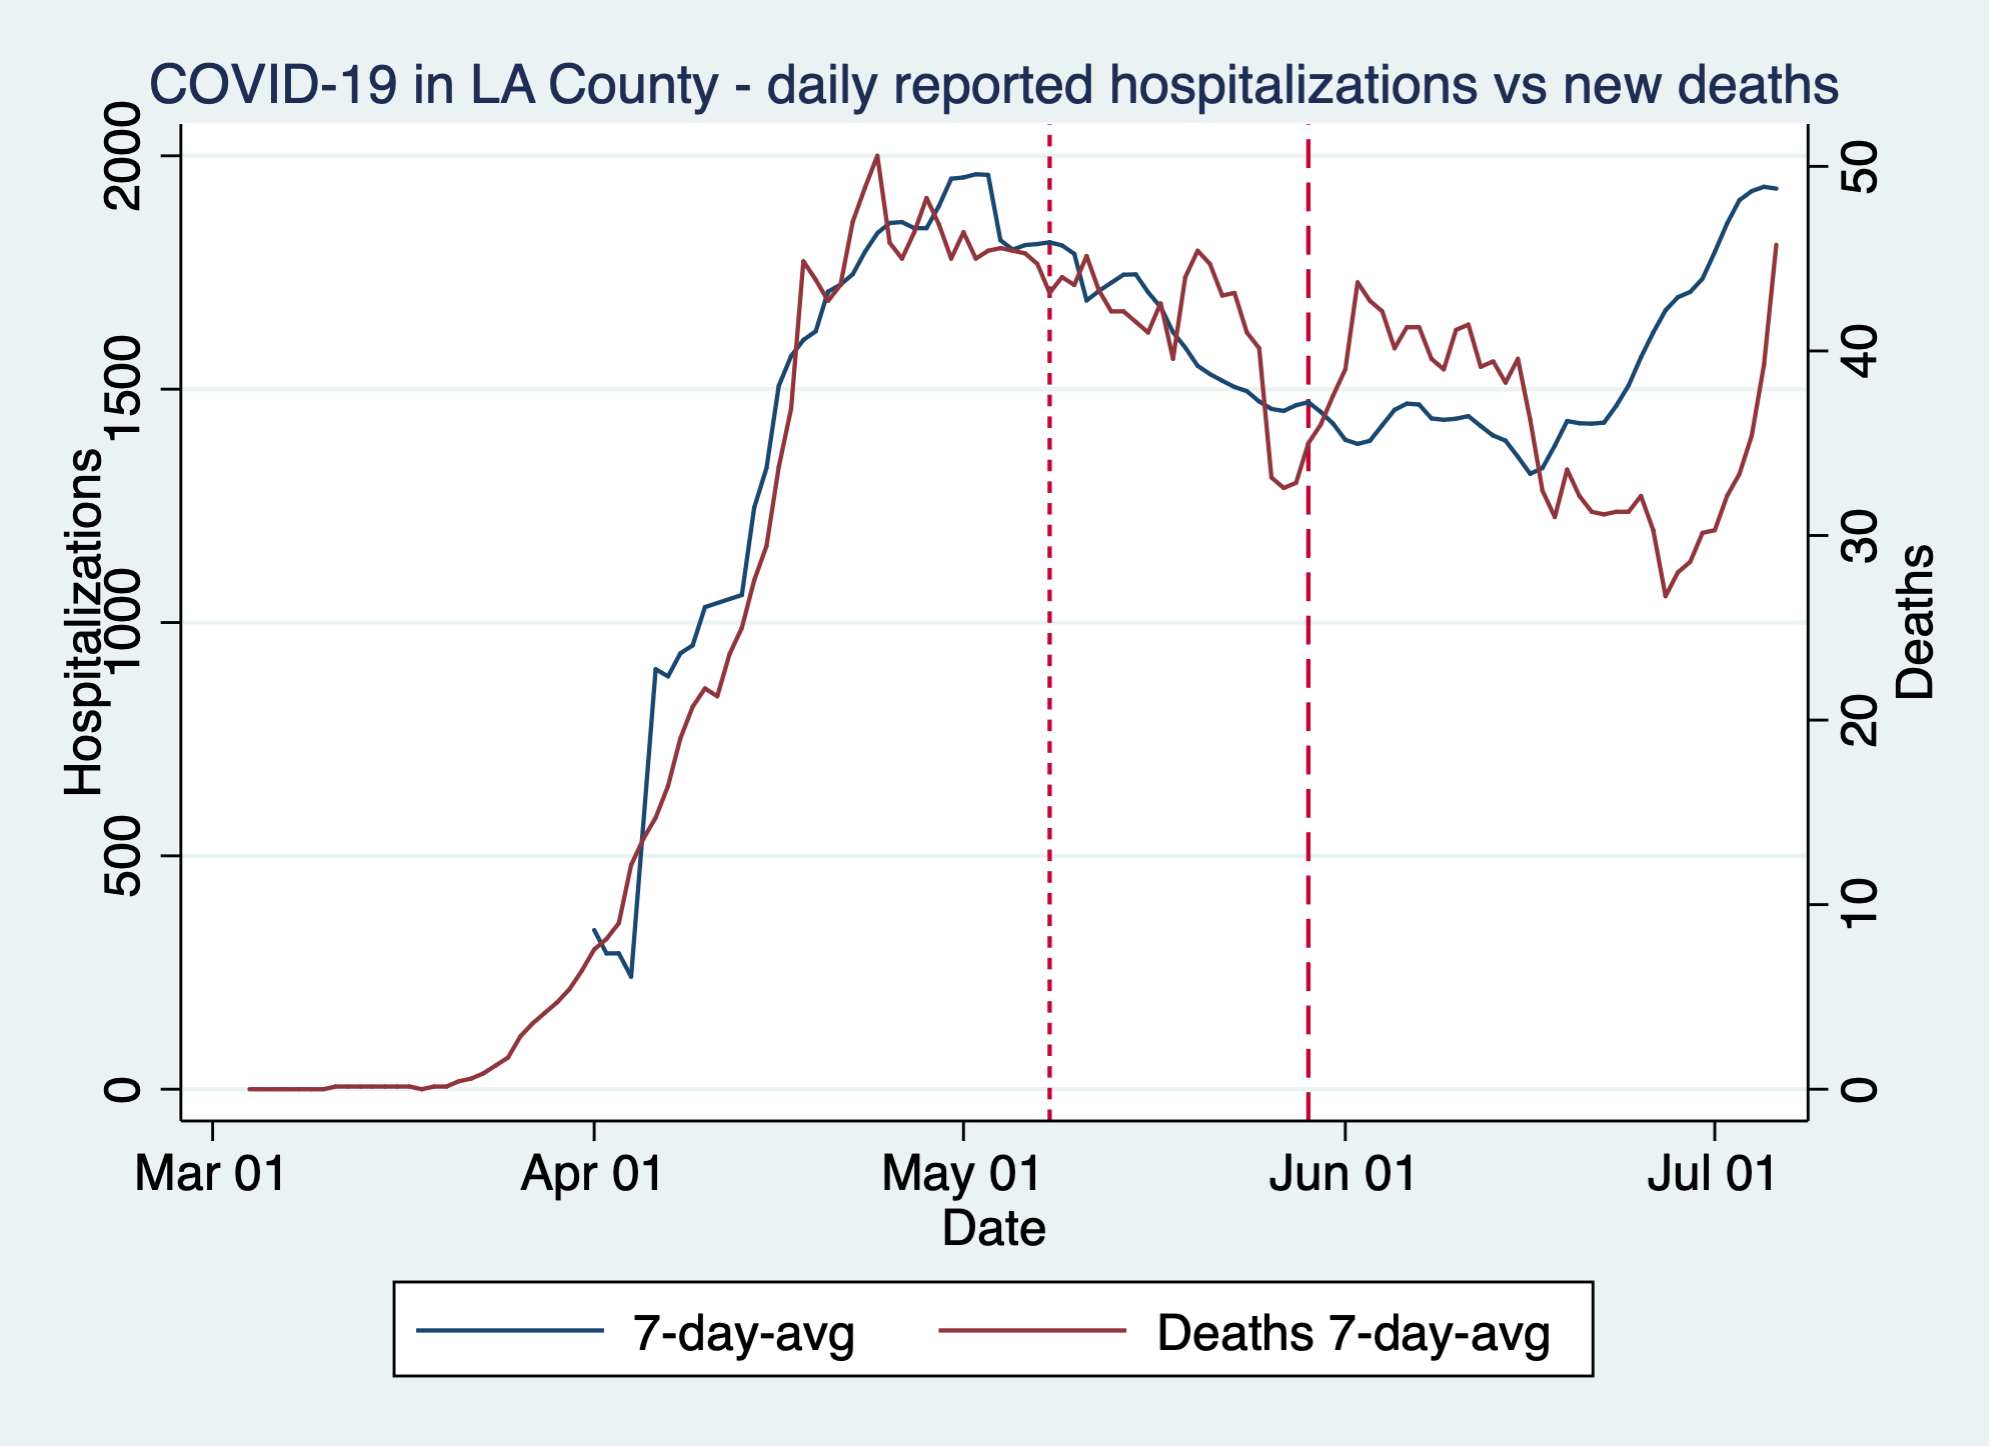 COVID-19 in LA County - daily reported hospitalizations vs new deaths
Hospitalizations
2000
1500
1000
500
0
50
40
30
20
10
0
Deaths
Mar 01
Apr 01
May 01
Jun 01
Jul 01
Date
7-day-avg
Deaths 7-day-avg